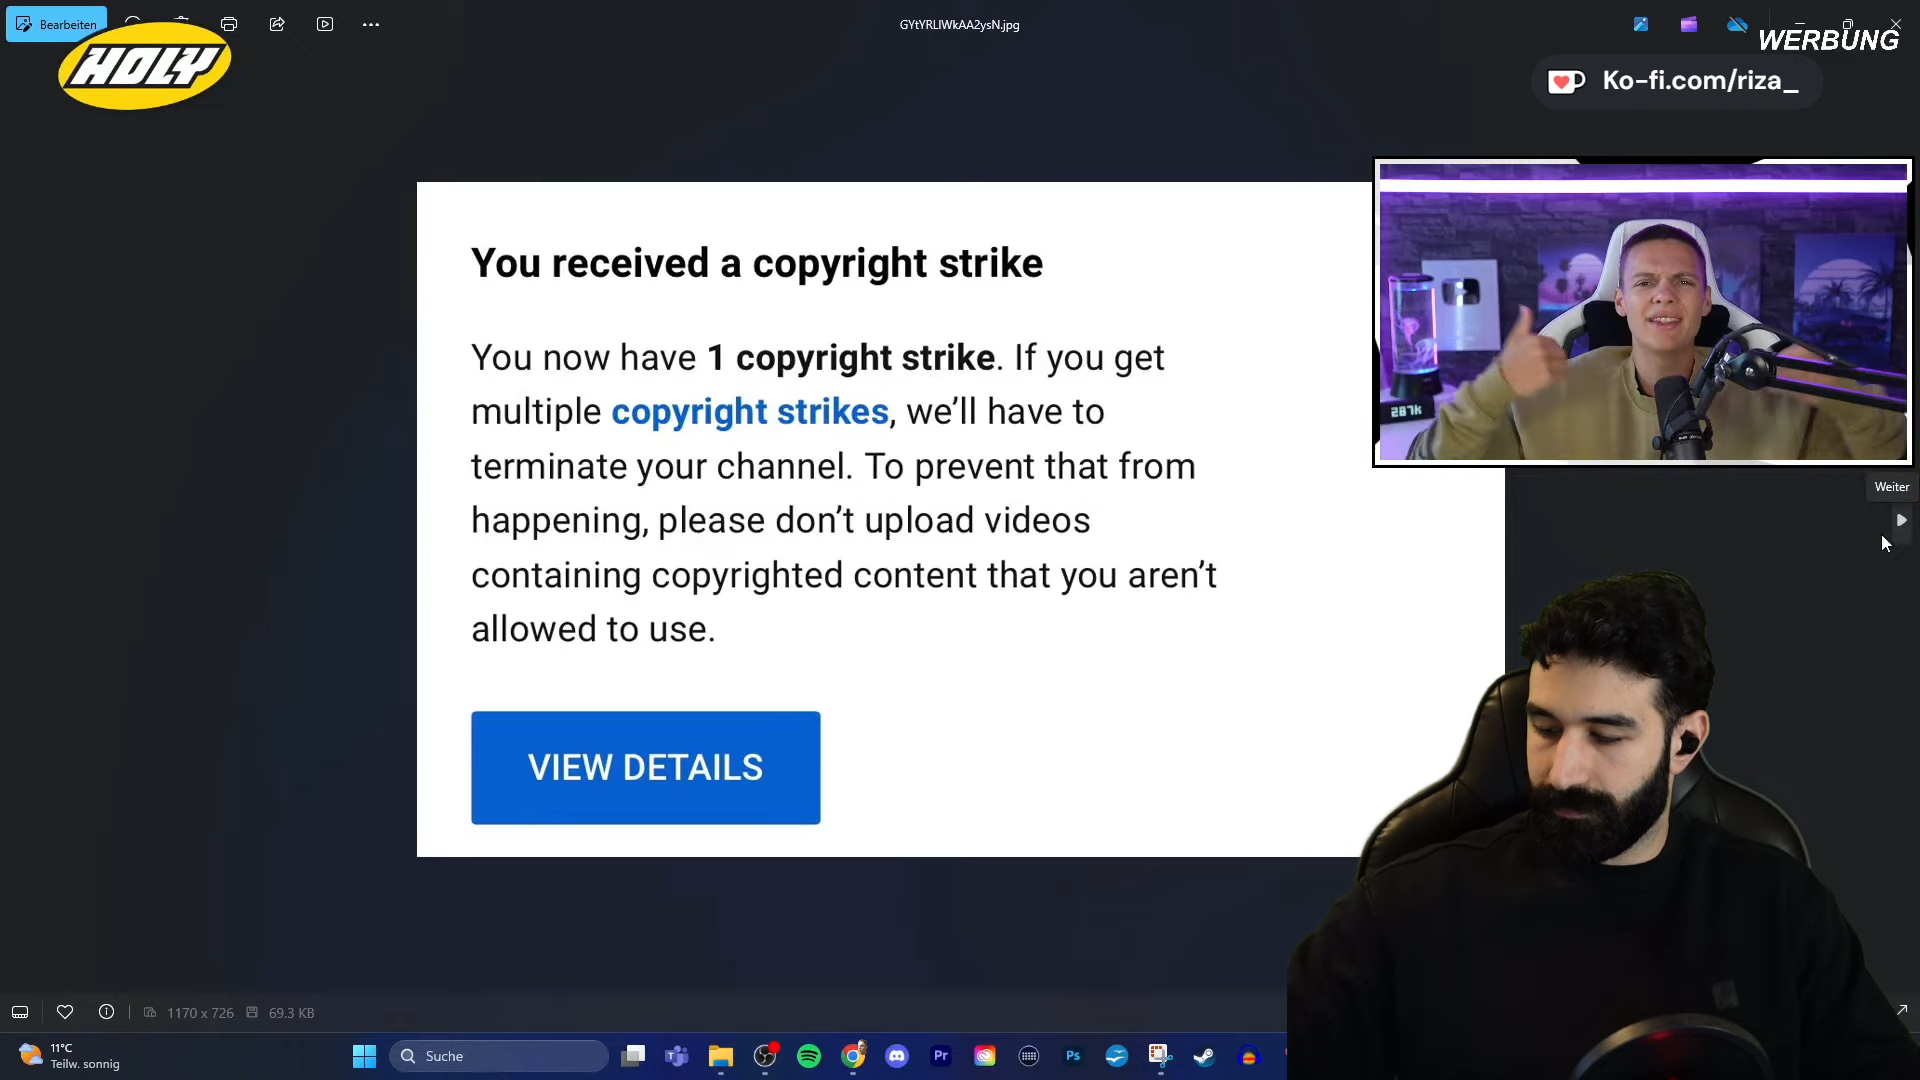 Bearbeiten
GYtYRLlWkAA2ysN.jpg
HOLY
WERBUNG
Ko-fi.com/riza_
You received a copyright strike
You now have 1 copyright strike. If you get
multiple copyright strikes, we’ll have to
terminate your channel. To prevent that from
happening, please don’t upload videos
containing copyrighted content that you aren’t
allowed to use.
VIEW DETAILS
287k
Weiter
1170 x 726
69.3 KB
11°C
Teilw. sonnig
Suche
Pr
Ps